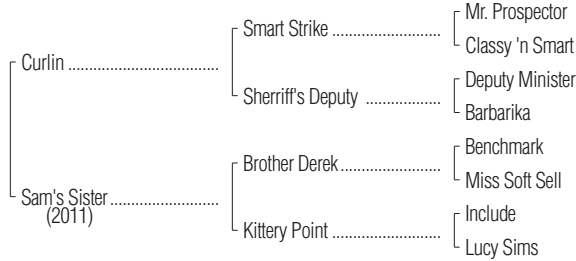 Mr. Prospector
Smart Strike
Classy 'n Smart
Curlin
Deputy Minister
Sherriff's Deputy
Barbarika
Benchmark
Brother Derek
Miss Soft Sell
Sam's Sister
(2011)
Include
Kittery Point
Lucy Sims